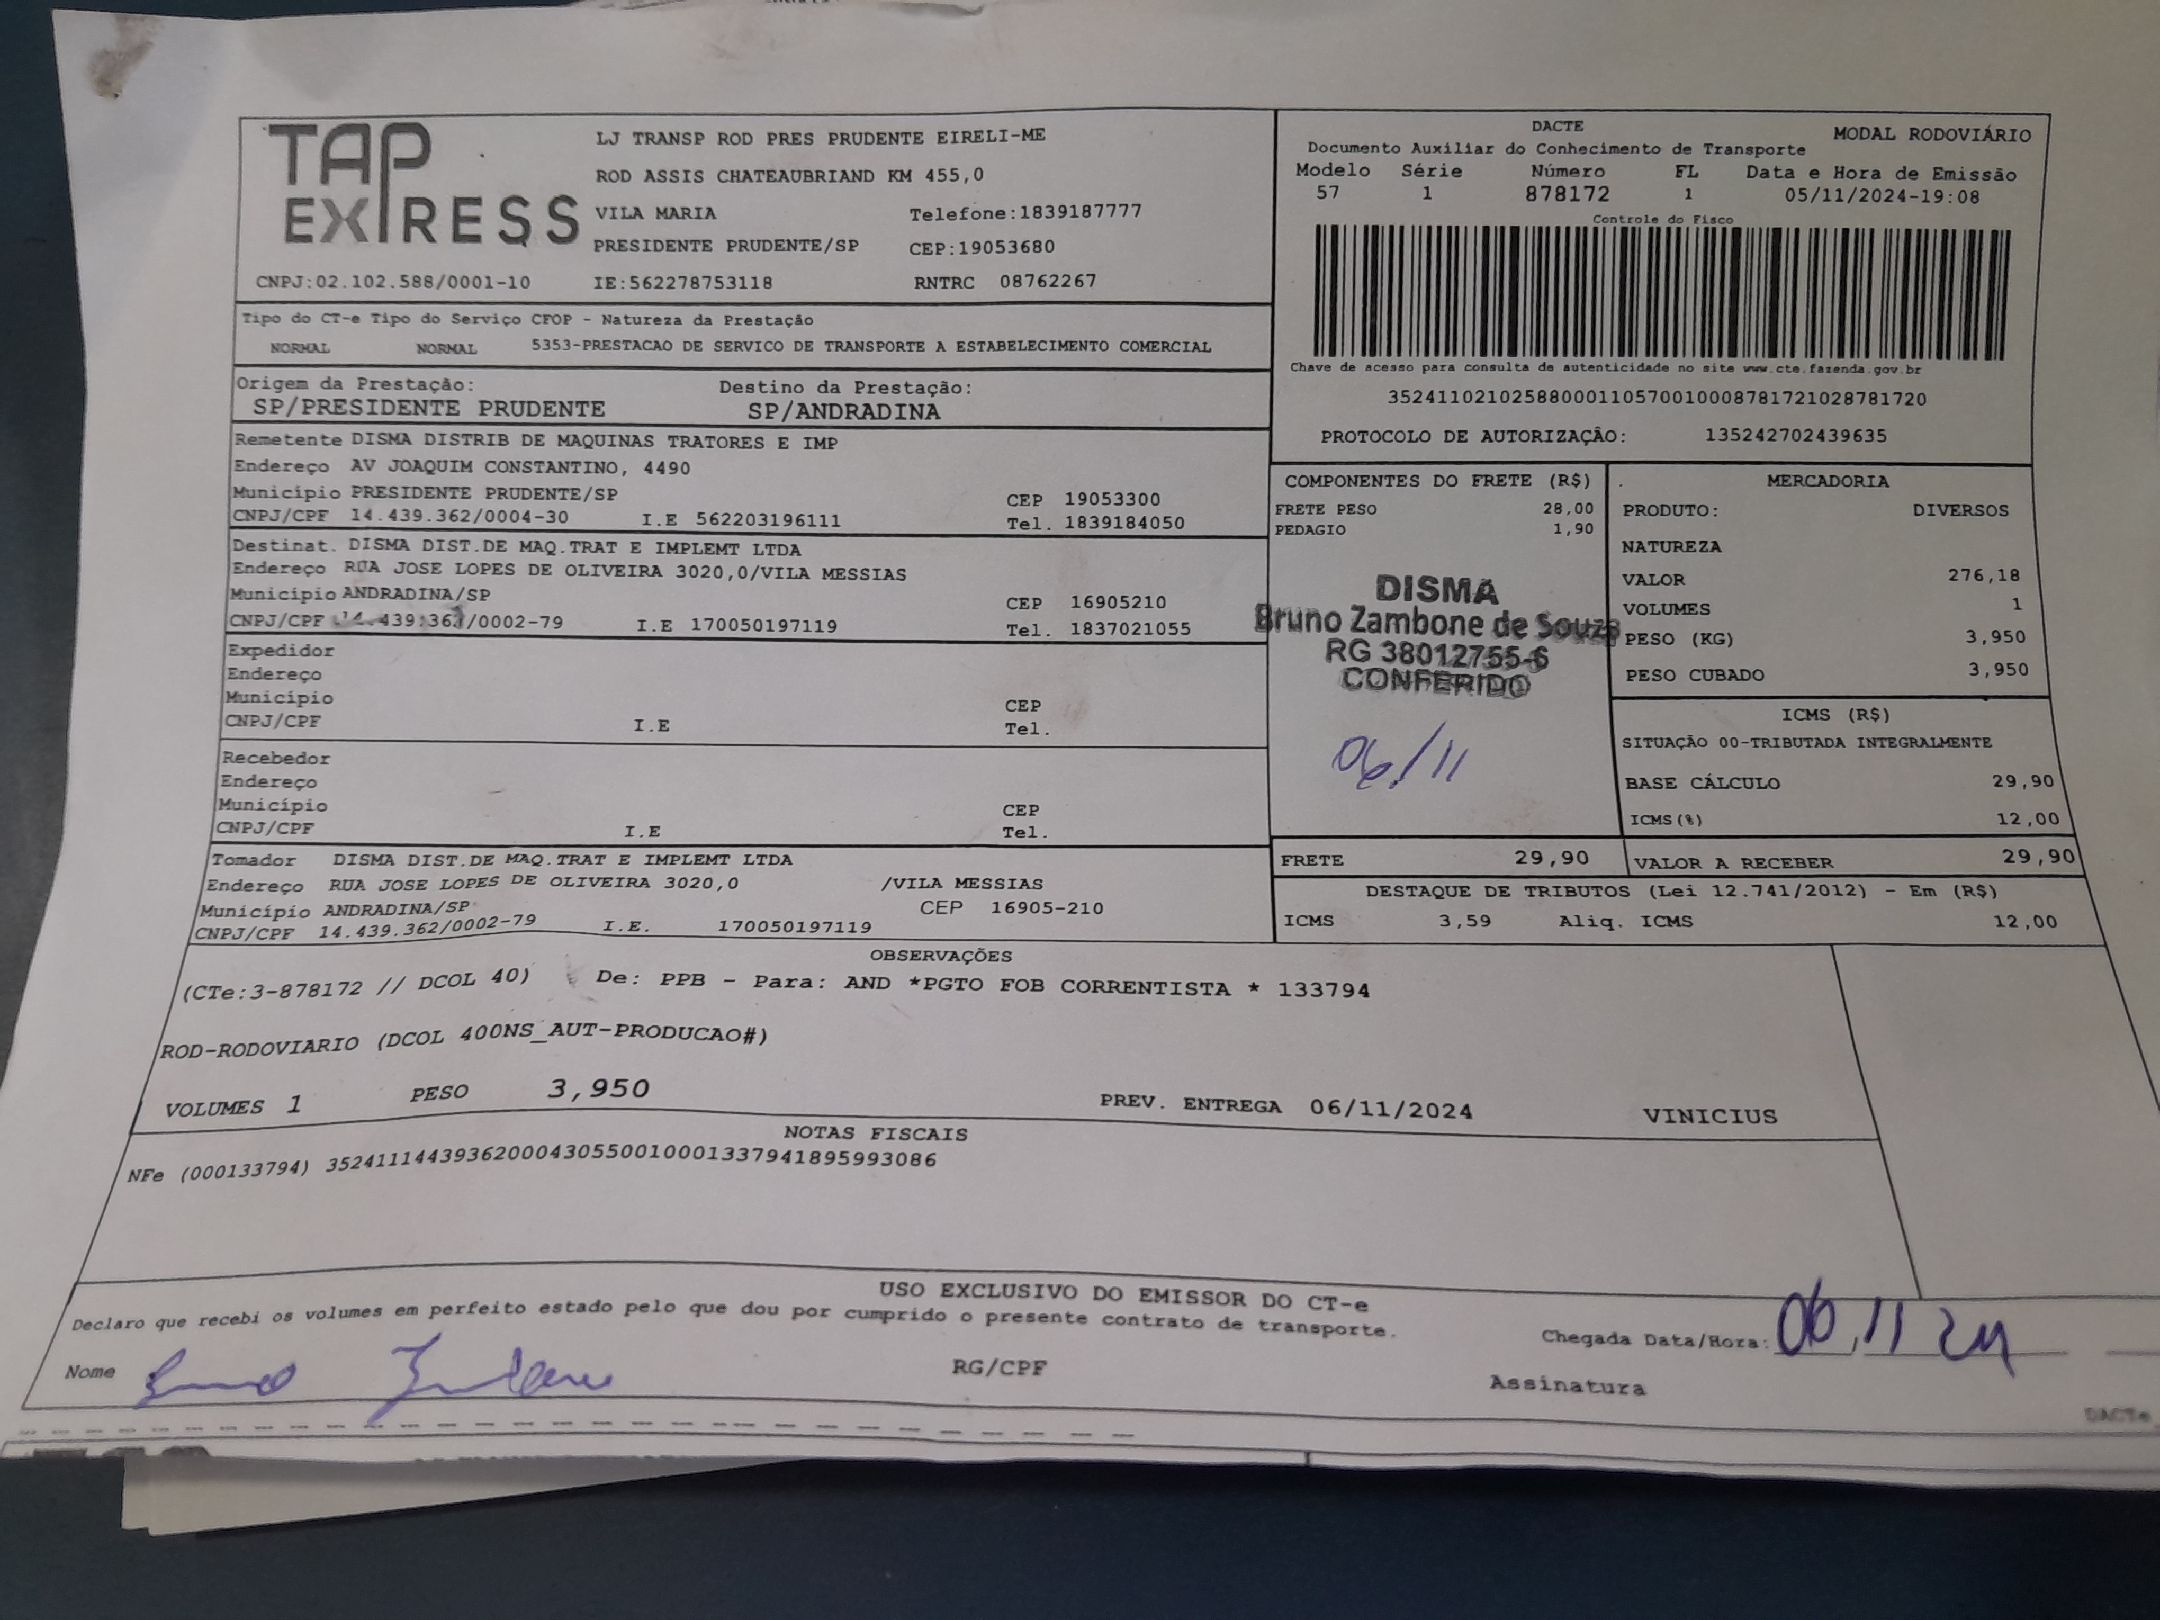 TAP EXPRESS
LJ TRANSP ROD PRES PRUDENTE EIRELI-ME
ROD ASSIS CHATEAUBRIAND KM 455,0
VILA MARIA Telefone:1839187777
PRESIDENTE PRUDENTE/SP CEP:19053680
CNPJ:02.102.588/0001-10 IE:562278753118 RNTRC 08762267
DACTE MODAL RODOVIÁRIO
Documento Auxiliar do Conhecimento de Transporte
Modelo Série Número FL Data e Hora de Emissão
57 1 878172 1 05/11/2024-19:08
Controle do Fisco
Chave de acesso para consulta de autenticidade no site www.cte.fazenda.gov.br
35241102102588000110570010008781721028781720
PROTOCOLO DE AUTORIZAÇÃO: 135242702439635
Tipo do CT-e Tipo do Serviço CFOP - Natureza da Prestação
NORMAL NORMAL 5353-PRESTACAO DE SERVICO DE TRANSPORTE A ESTABELECIMENTO COMERCIAL
Origem da Prestação: Destino da Prestação:
SP/PRESIDENTE PRUDENTE SP/ANDRADINA
Remetente DISMA DISTRIB DE MAQUINAS TRATORES E IMP
Endereço AV JOAQUIM CONSTANTINO, 4490
Município PRESIDENTE PRUDENTE/SP CEP 19053300
CNPJ/CPF 14.439.362/0004-30 I.E 562203196111 Tel. 1839184050
Destinat. DISMA DIST.DE MAQ.TRAT E IMPLEMT LTDA
Endereço RUA JOSE LOPES DE OLIVEIRA 3020,0/VILA MESSIAS
Municipio ANDRADINA/SP CEP 16905210
CNPJ/CPF 14.439.362/0002-79 I.E 170050197119 Tel. 1837021055
Expedidor
Endereço
Município CEP
CNPJ/CPF I.E Tel.
Recebedor
Endereço
Município CEP
CNPJ/CPF I.E Tel.
Tomador DISMA DIST.DE MAQ.TRAT E IMPLEMT LTDA
Endereço RUA JOSE LOPES DE OLIVEIRA 3020,0 /VILA MESSIAS
Município ANDRADINA/SP CEP 16905-210
CNPJ/CPF 14.439.362/0002-79 I.E. 170050197119
COMPONENTES DO FRETE (R$)
FRETE PESO 28,00
PEDAGIO 1,90
DISMA
Bruno Zambone de Souza
RG 38012755-6
CONFERIDO
06/11
MERCADORIA
PRODUTO: DIVERSOS
NATUREZA
VALOR 276,18
VOLUMES 1
PESO (KG) 3,950
PESO CUBADO 3,950
ICMS (R$)
SITUAÇÃO 00-TRIBUTADA INTEGRALMENTE
BASE CÁLCULO 29,90
ICMS(%) 12,00
FRETE 29,90 VALOR A RECEBER 29,90
DESTAQUE DE TRIBUTOS (Lei 12.741/2012) - Em (R$)
ICMS 3,59 Aliq. ICMS 12,00
OBSERVAÇÕES
(CTe:3-878172 // DCOL 40) De: PPB - Para: AND *PGTO FOB CORRENTISTA * 133794
ROD-RODOVIARIO (DCOL 400NS_AUT-PRODUCAO#)
VOLUMES 1 PESO 3,950 PREV. ENTREGA 06/11/2024 VINICIUS
NOTAS FISCAIS
NFe (000133794) 35241114439362000430550010001337941895993086
USO EXCLUSIVO DO EMISSOR DO CT-e
Declaro que recebi os volumes em perfeito estado pelo que dou por cumprido o presente contrato de transporte.
Chegada Data/Hora: 06 11 24
Nome RG/CPF Assinatura
DACTe